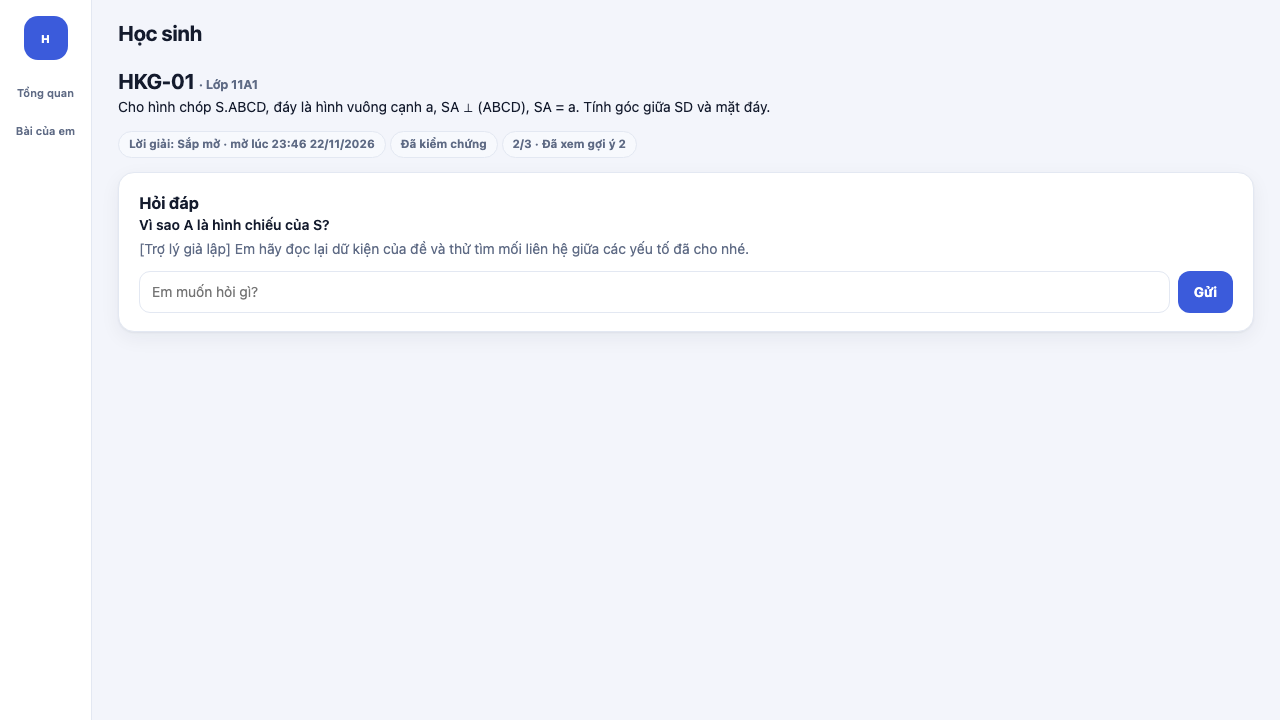 H
Tổng quan
Bài của em
Học sinh
HKG-01 · Lớp 11A1
Cho hình chóp S.ABCD, đáy là hình vuông cạnh a, SA ⊥ (ABCD), SA = a. Tính góc giữa SD và mặt đáy.
Lời giải: Sắp mở · mở lúc 23:46 22/11/2026 Đã kiểm chứng 2/3 · Đã xem gợi ý 2
Hỏi đáp
Vì sao A là hình chiếu của S?
[Trợ lý giả lập] Em hãy đọc lại dữ kiện của đề và thử tìm mối liên hệ giữa các yếu tố đã cho nhé.
Em muốn hỏi gì? Gửi